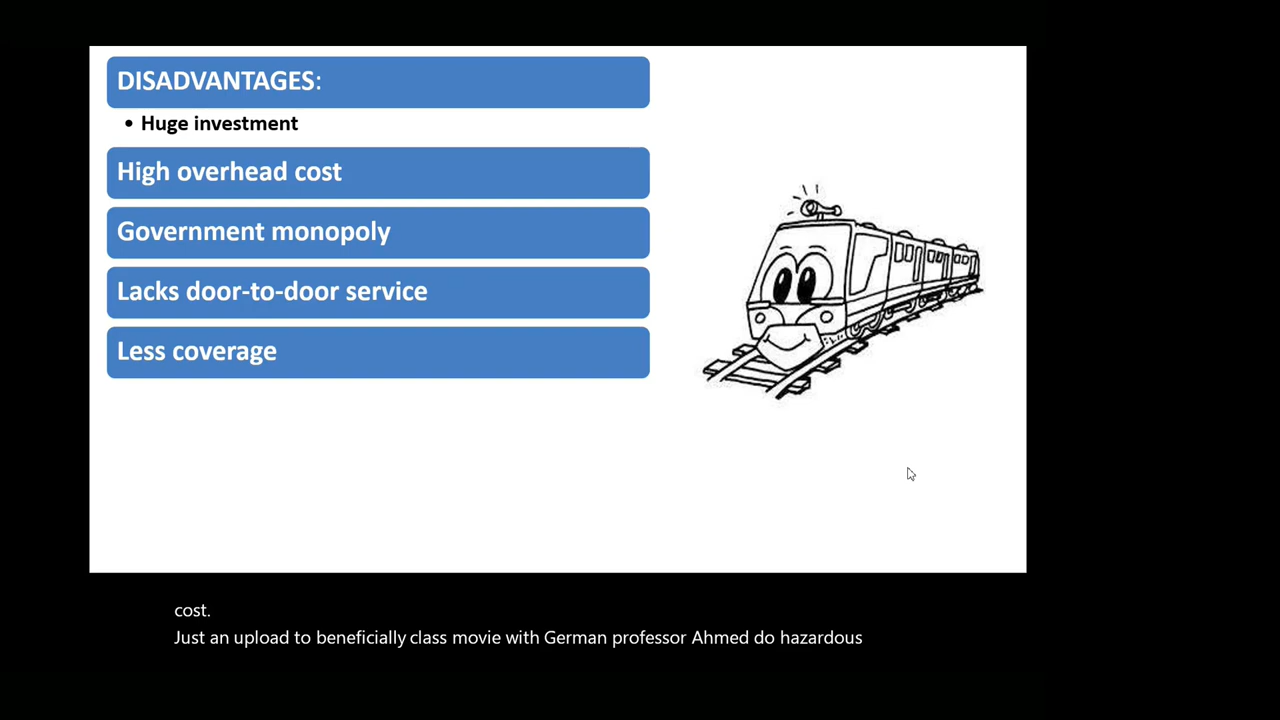 DISADVANTAGES:
• Huge investment
High overhead cost
Government monopoly
Lacks door-to-door service
Less coverage
cost.
Just an upload to beneficially class movie with German professor Ahmed do hazardous